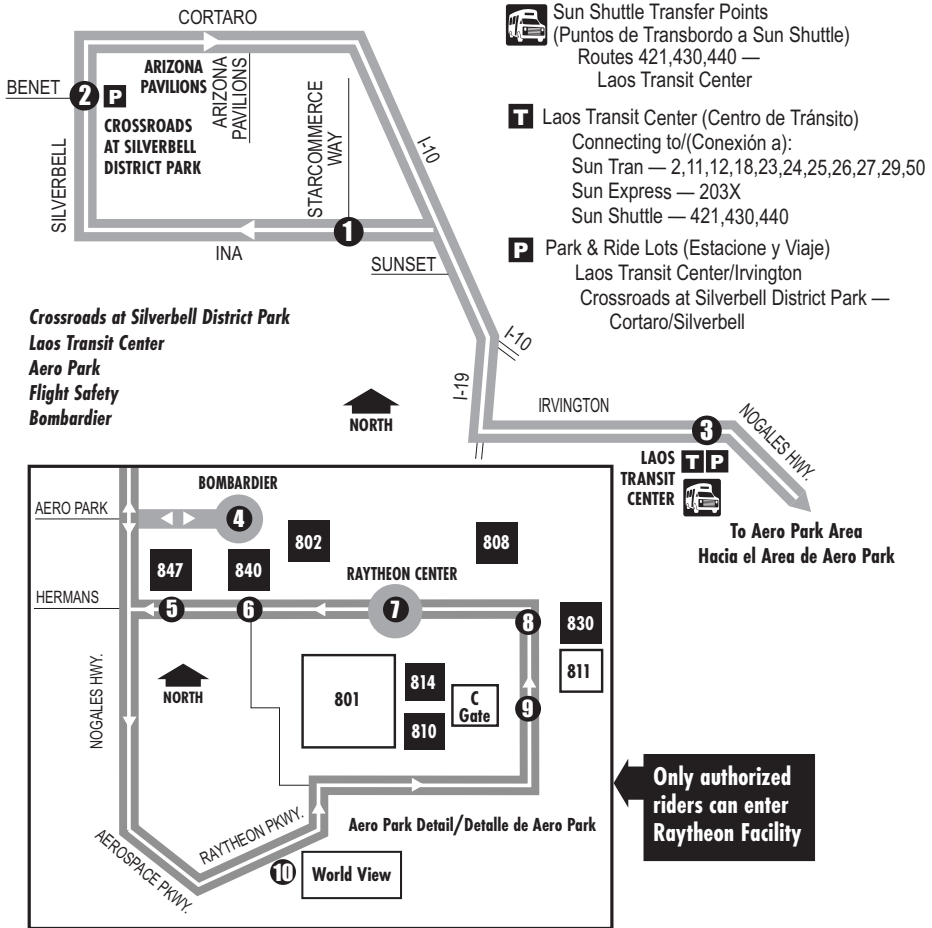 CORTARO
Sun Shuttle Transfer Points
(Puntos de Transbordo a Sun Shuttle)
Routes 421,430,440 —
Laos Transit Center
T Laos Transit Center (Centro de Tránsito)
Connecting to/(Conexión a):
Sun Tran — 2,11,12,18,23,24,25,26,27,29,50
Sun Express — 203X
Sun Shuttle — 421,430,440
P Park & Ride Lots (Estacione y Viaje)
Laos Transit Center/Irvington
Crossroads at Silverbell District Park —
Cortaro/Silverbell
BENET
2 P
ARIZONA
PAVILIONS
ARIZONA
PAVILIONS
CROSSROADS
AT SILVERBELL
DISTRICT PARK
SILVERBELL
STARCOMMERCE
WAY
I-10
1
INA
SUNSET
Crossroads at Silverbell District Park
Laos Transit Center
Aero Park
Flight Safety
Bombardier
NORTH
I-10
I-19
IRVINGTON
3
NOGALES HWY.
LAOS
TRANSIT
CENTER
T P
To Aero Park Area
Hacia el Area de Aero Park
BOMBARDIER
AERO PARK
4
802
808
847
840
RAYTHEON CENTER
HERMANS
5
6
7
8
830
811
NORTH
NOGALES HWY.
801
814
810
C
Gate
9
RAYTHEON PKWY.
AEROSPACE PKWY.
Aero Park Detail/Detalle de Aero Park
10
World View
Only authorized
riders can enter
Raytheon Facility